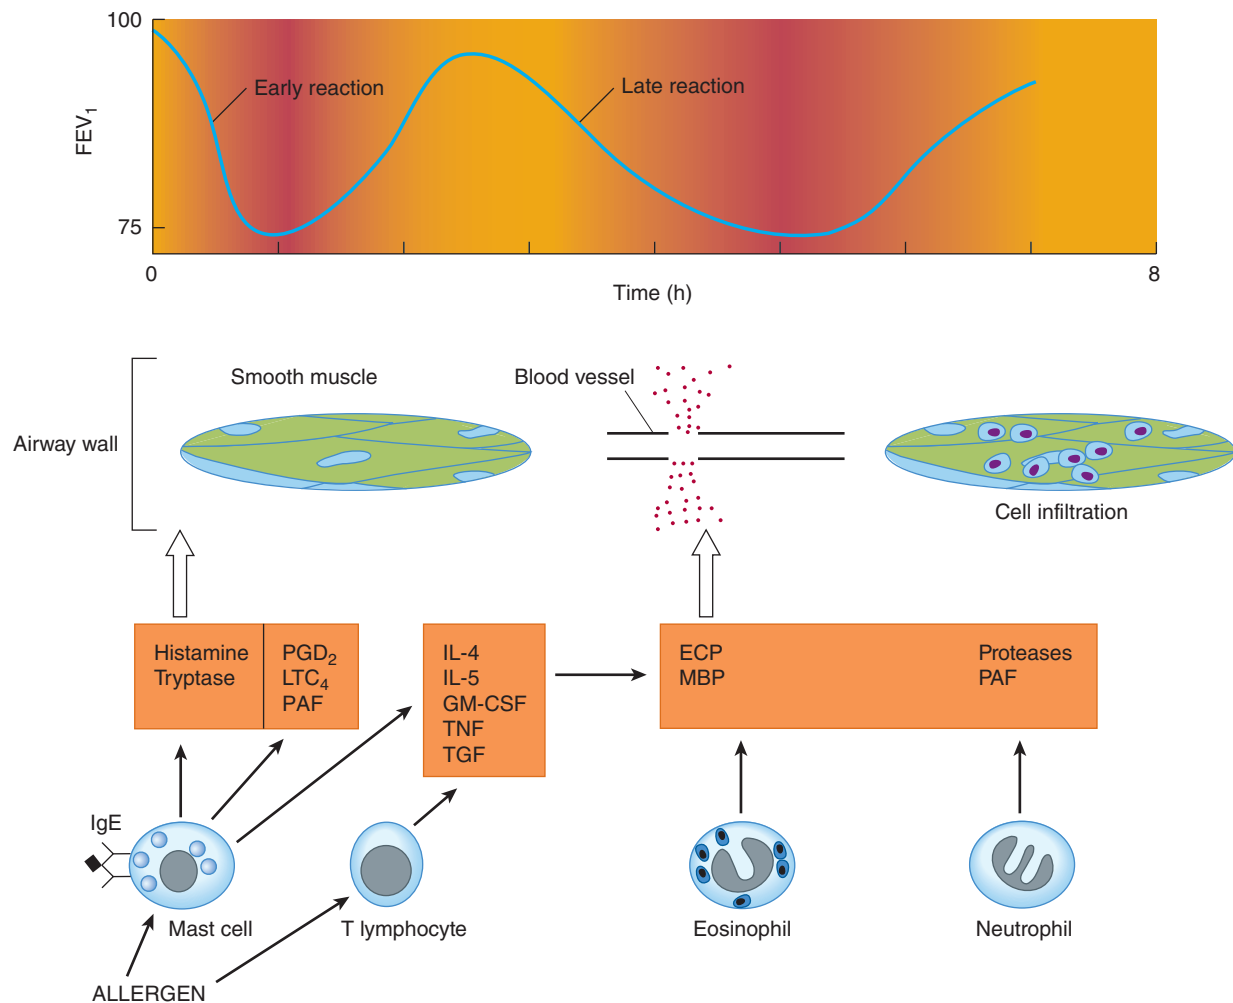 100
FEV₁
Early reaction
Late reaction
75
0
8
Time (h)
Smooth muscle
Blood vessel
Airway wall
Cell infiltration
Histamine
Tryptase
PGD₂
LTC₄
PAF
IL-4
IL-5
GM-CSF
TNF
TGF
ECP
MBP
Proteases
PAF
IgE
Mast cell
T lymphocyte
Eosinophil
Neutrophil
ALLERGEN